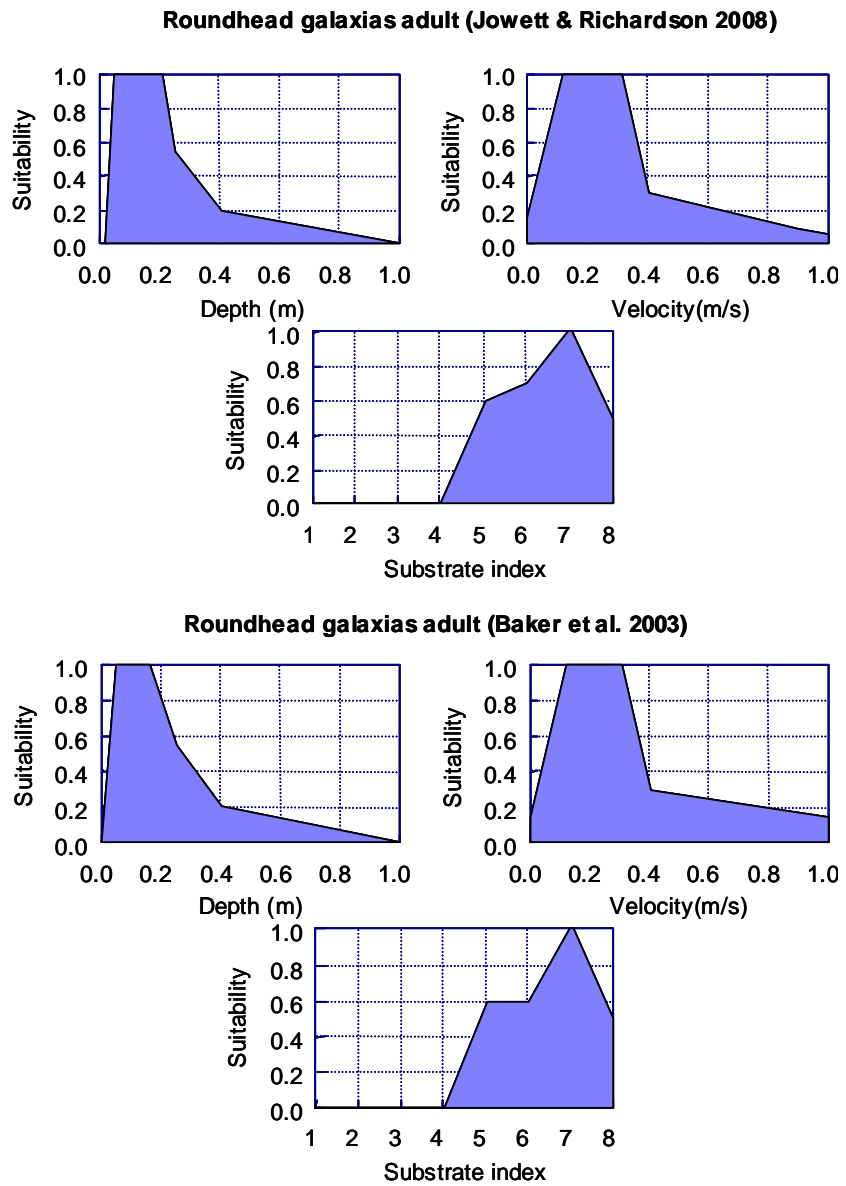 Roundhead galaxias adult (Jowett & Richardson 2008)
Suitability
1.0
0.8
0.6
0.4
0.2
0.0
0.0 0.2 0.4 0.6 0.8 1.0
Depth (m)
Suitability
1.0
0.8
0.6
0.4
0.2
0.0
0.0 0.2 0.4 0.6 0.8 1.0
Velocity(m/s)
Suitability
1.0
0.8
0.6
0.4
0.2
0.0
1 2 3 4 5 6 7 8
Substrate index
Roundhead galaxias adult (Baker et al. 2003)
Suitability
1.0
0.8
0.6
0.4
0.2
0.0
0.0 0.2 0.4 0.6 0.8 1.0
Depth (m)
Suitability
1.0
0.8
0.6
0.4
0.2
0.0
0.0 0.2 0.4 0.6 0.8 1.0
Velocity(m/s)
Suitability
1.0
0.8
0.6
0.4
0.2
0.0
1 2 3 4 5 6 7 8
Substrate index